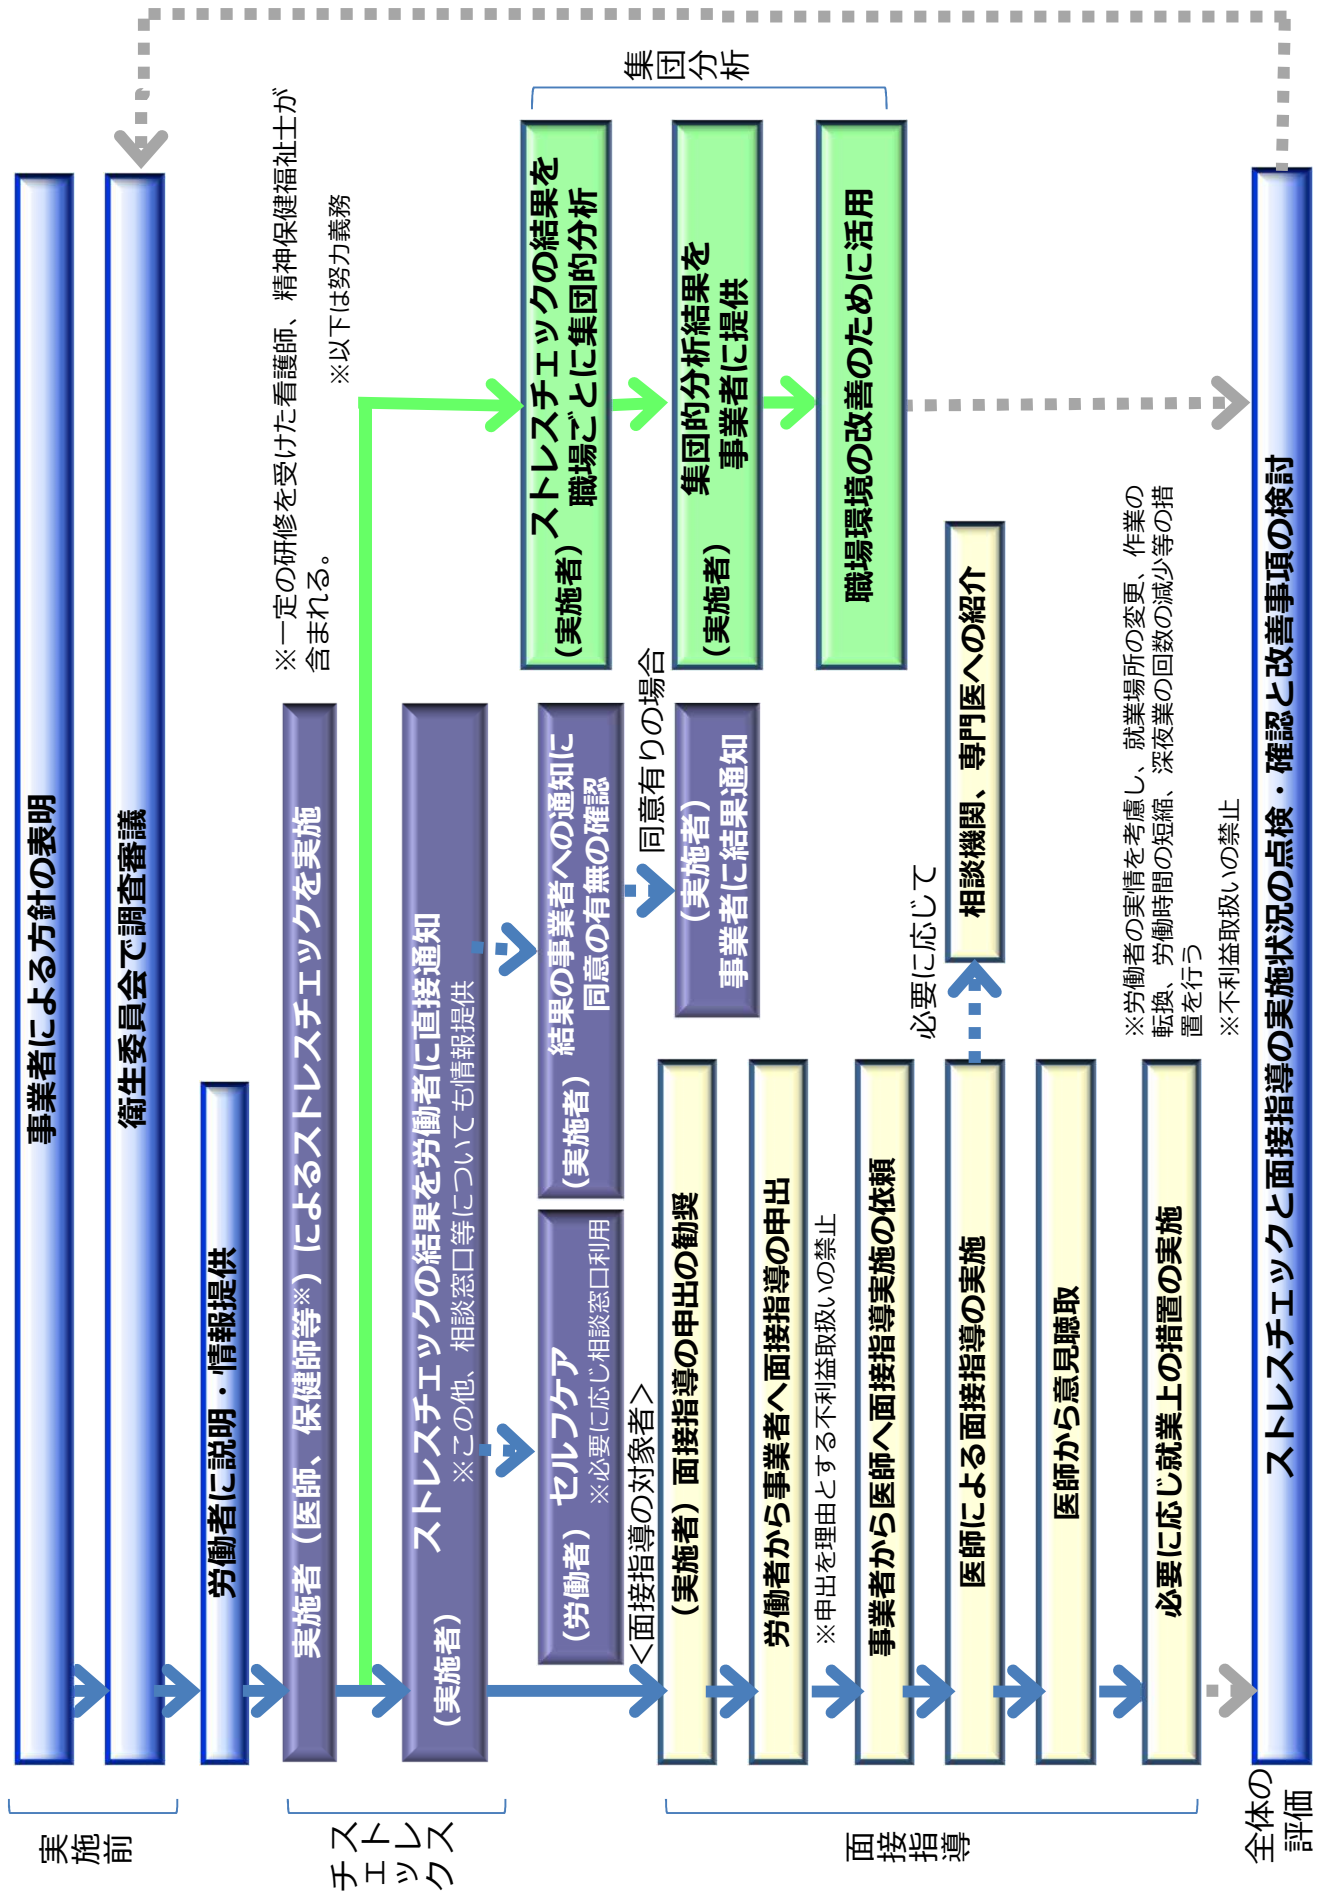 実施前
事業者による方針の表明
衛生委員会で調査審議
労働者に説明・情報提供
ストレス
チェック
実施者（医師、保健師等※）によるストレスチェックを実施
※一定の研修を受けた看護師、精神保健福祉士が
含まれる。
※以下は努力義務
（実施者）
ストレスチェックの結果を労働者に直接通知
※この他、相談窓口等についても情報提供
（労働者）
セルフケア
※必要に応じ相談窓口利用
（実施者）
結果の事業者への通知に
同意の有無の確認
同意有りの場合
（実施者）
事業者に結果通知
集団分析
（実施者）
ストレスチェックの結果を
職場ごとに集団的分析
（実施者）
集団的分析結果を
事業者に提供
職場環境の改善のために活用
面接指導
＜面接指導の対象者＞
（実施者）面接指導の申出の勧奨
労働者から事業者へ面接指導の申出
※申出を理由とする不利益取扱いの禁止
事業者から医師へ面接指導実施の依頼
医師による面接指導の実施
必要に応じて
相談機関、専門医への紹介
医師から意見聴取
必要に応じ就業上の措置の実施
※労働者の実情を考慮し、就業場所の変更、作業の
転換、労働時間の短縮、深夜業の回数の減少等の措
置を行う
※不利益取扱いの禁止
全体の
評価
ストレスチェックと面接指導の実施状況の点検・確認と改善事項の検討